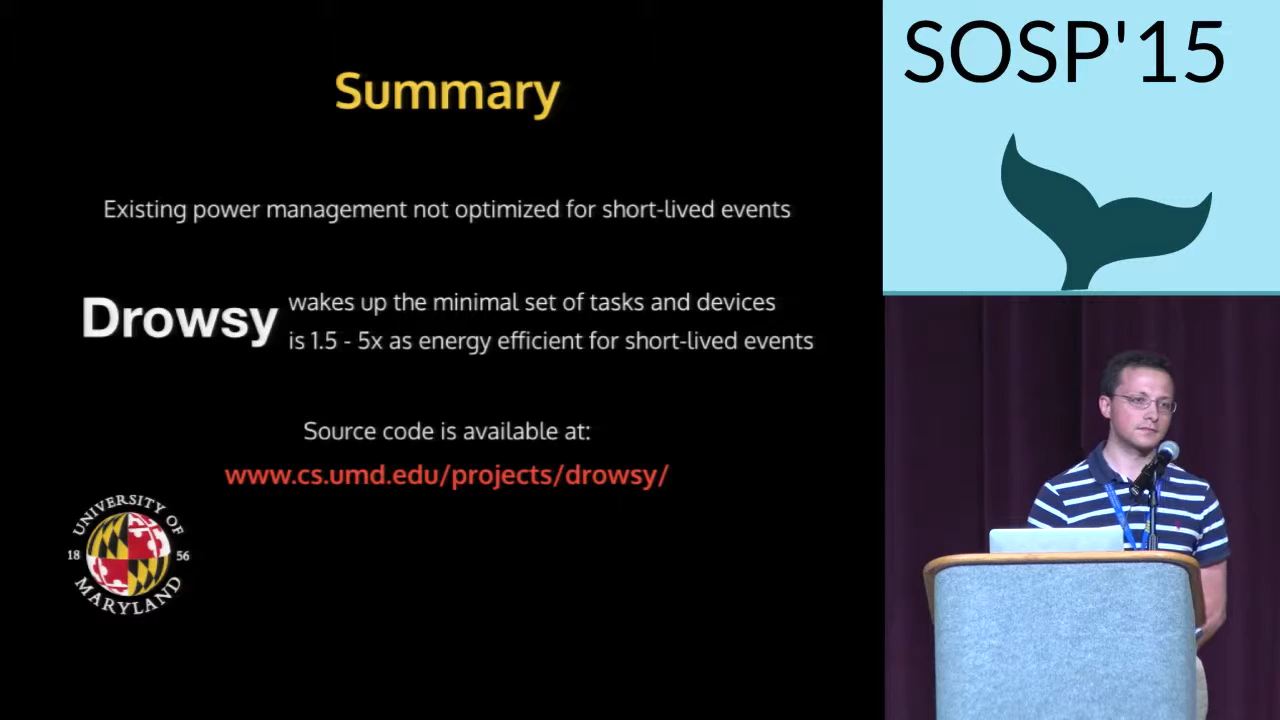 Summary
Existing power management not optimized for short-lived events
Drowsy
wakes up the minimal set of tasks and devices
is 1.5 - 5x as energy efficient for short-lived events
Source code is available at:
www.cs.umd.edu/projects/drowsy/
UNIVERSITY OF
18 56
MARYLAND
SOSP'15